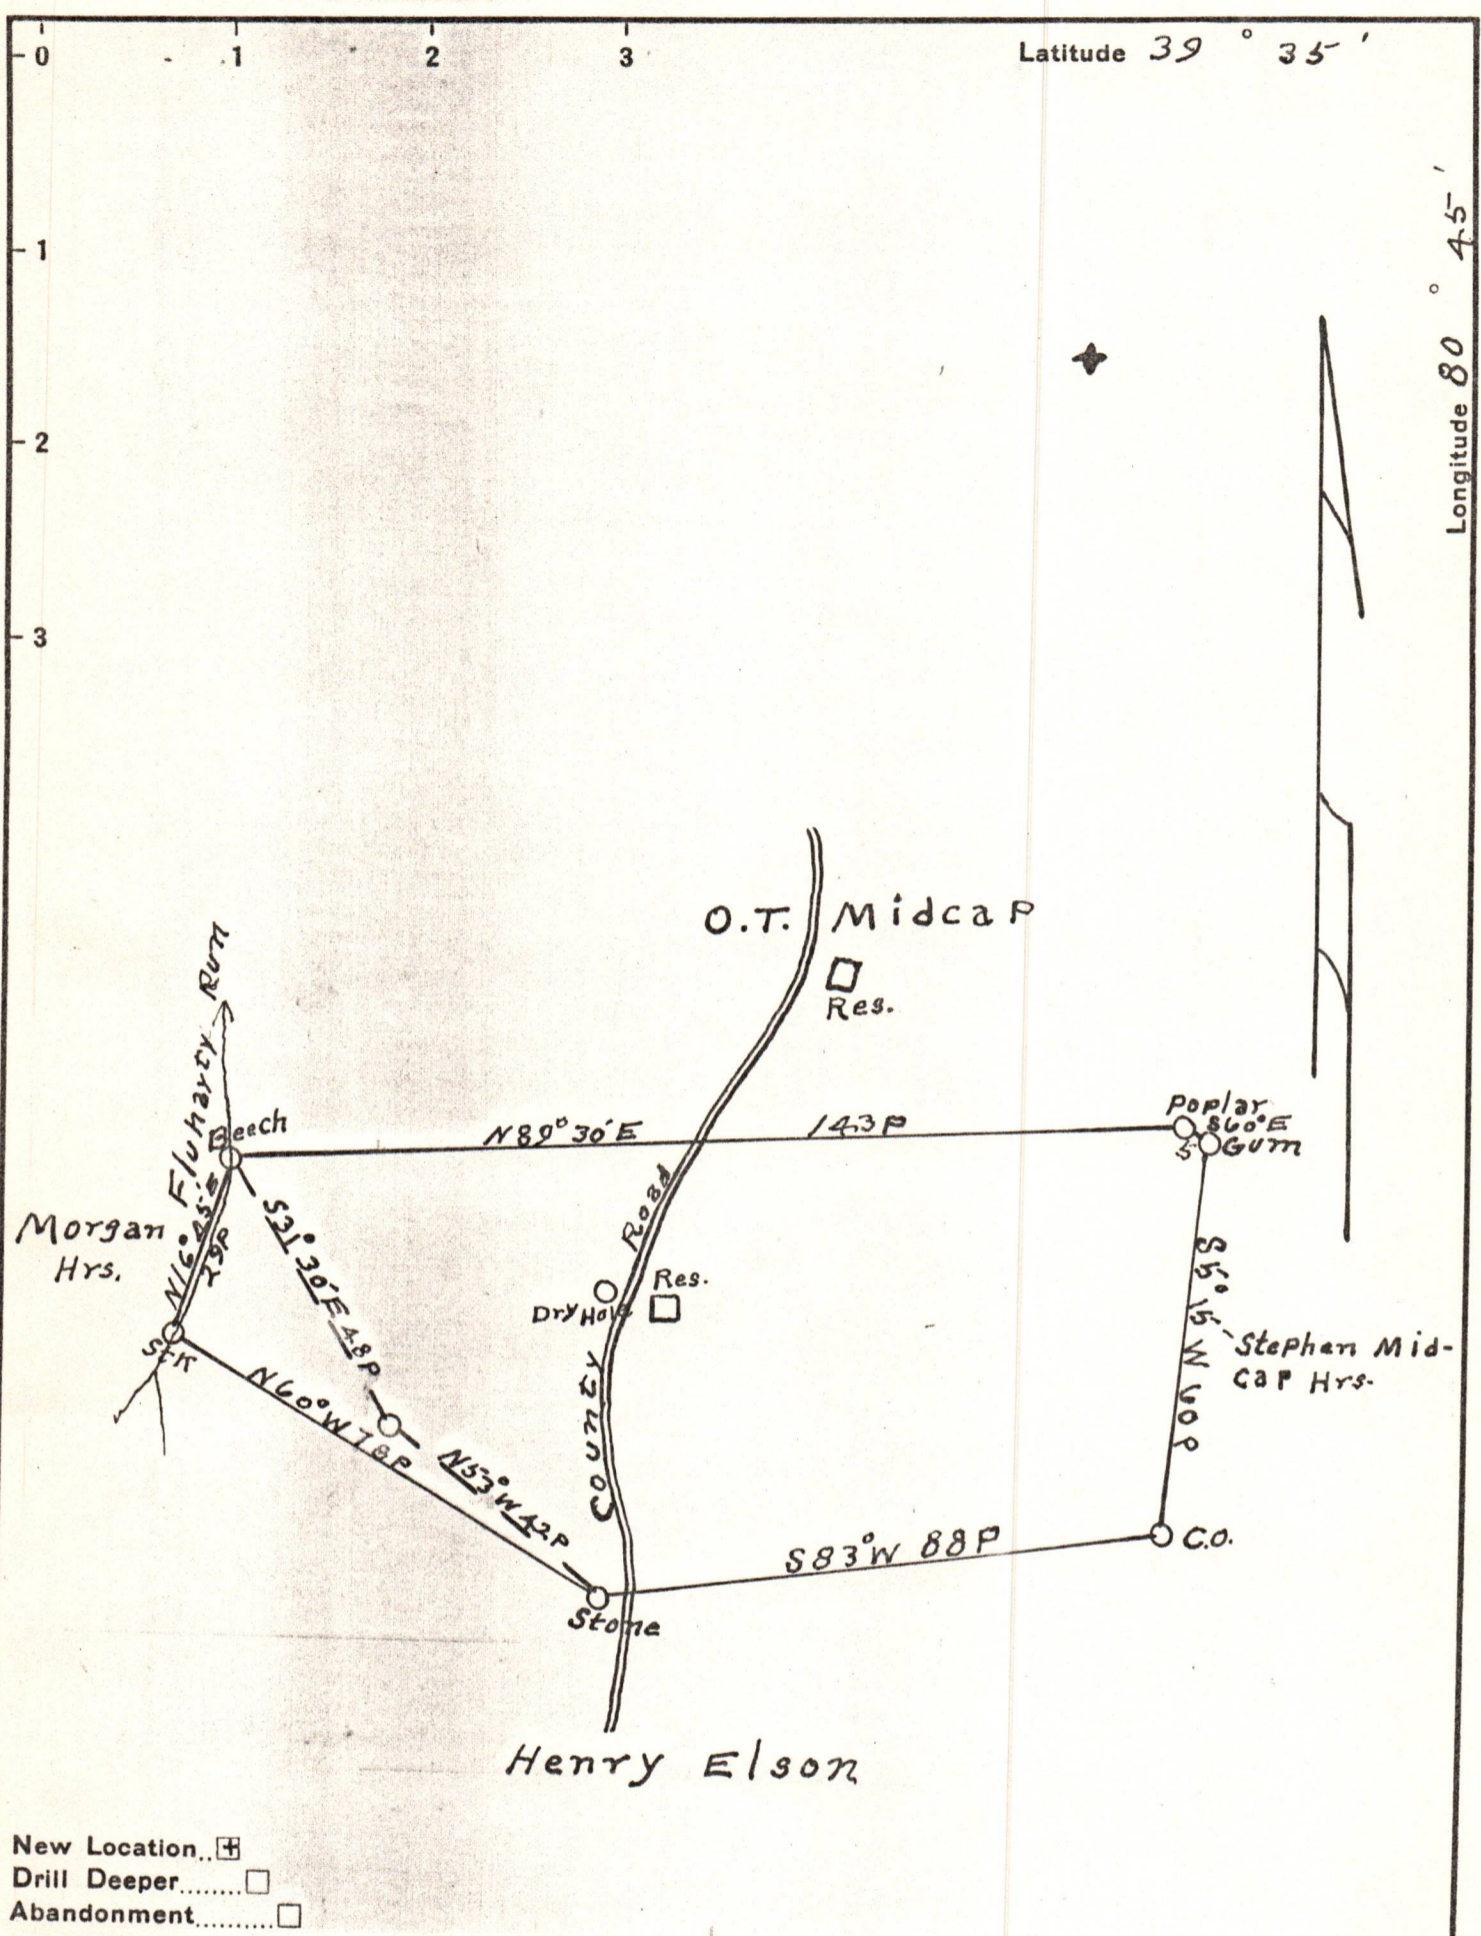 0 1 2 3 Latitude 39° 35'
1
2
3
Longitude 80° 45'
O.T. Midcap
Res.
Fluharty Run
Beech
N89° 30' E 143P
Poplar
S60° E
5
Gum
Morgan
Hrs.
N16° 45' E
29P
S31° 30' E 48P
County Road
Res.
Dry Hole
S5° 15' W 60P
Stephen Mid-
cap Hrs.
Stk
N60° W 78P
N53° W 42P
S83° W 88P
C.O.
Stone
Henry Elson
New Location..
Drill Deeper........
Abandonment..........